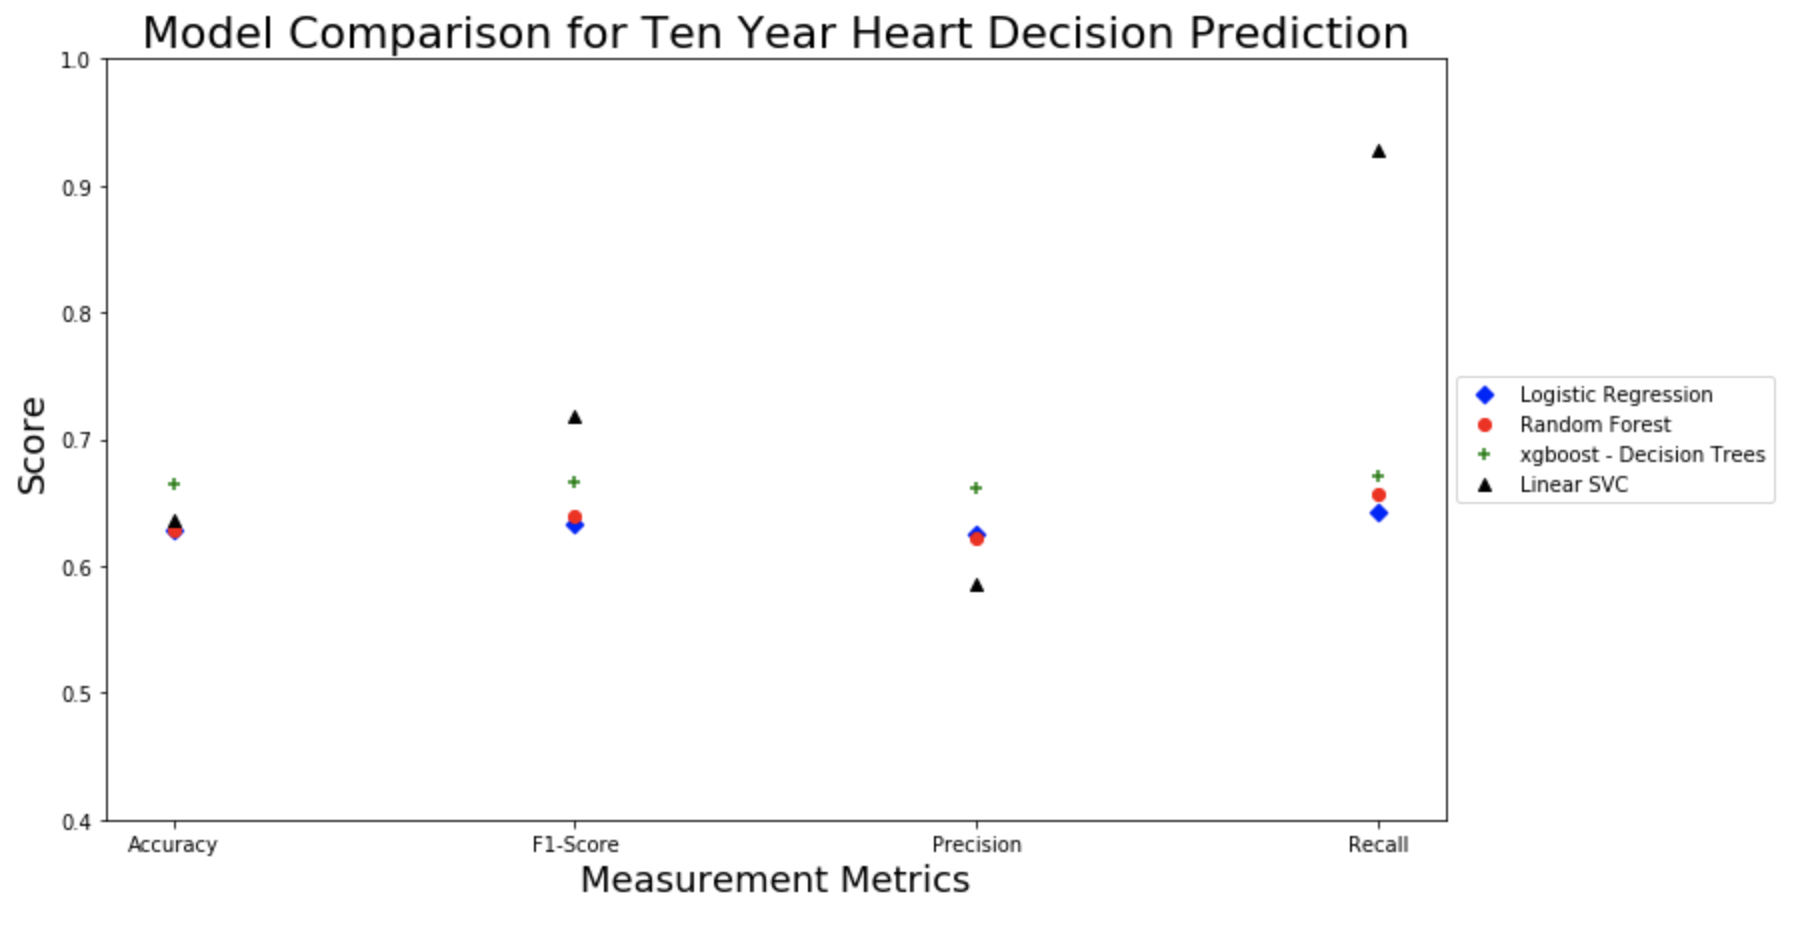 Model Comparison for Ten Year Heart Decision Prediction
1.0
0.9
0.8
0.7
0.6
0.5
0.4
Score
Accuracy
F1-Score
Precision
Recall
Measurement Metrics
Logistic Regression
Random Forest
xgboost - Decision Trees
Linear SVC